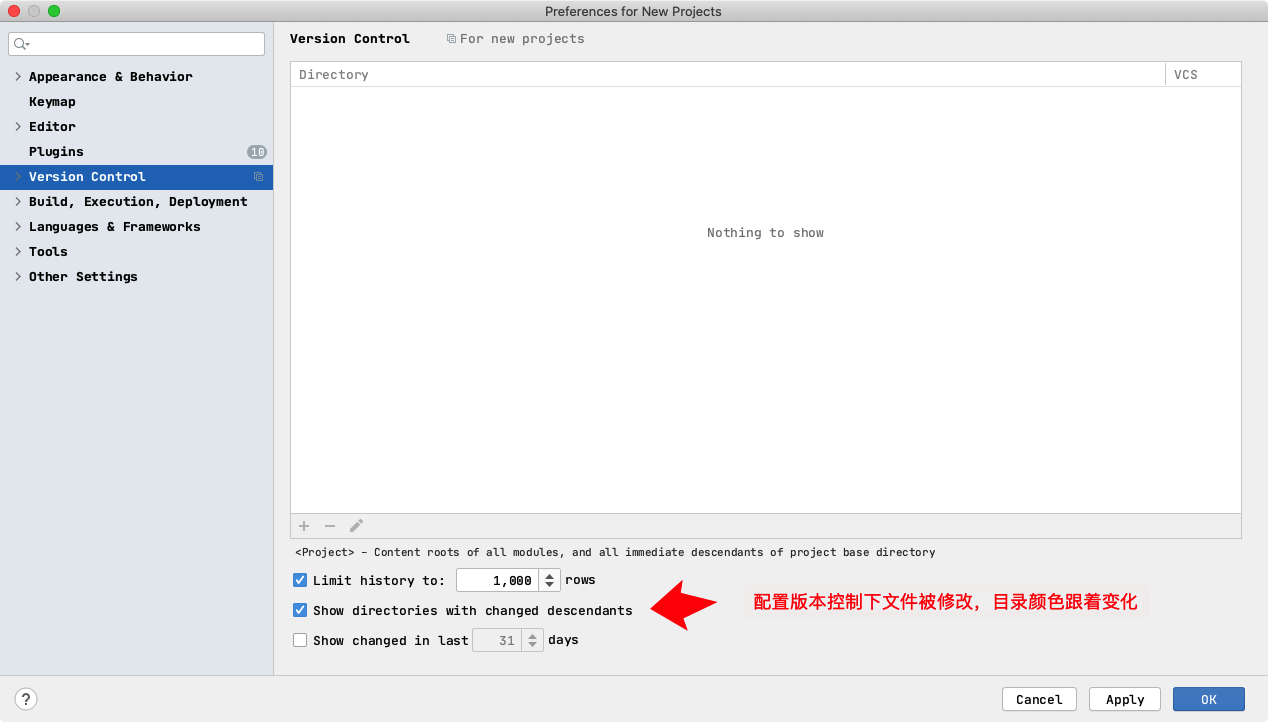 Preferences for New Projects
Appearance & Behavior
Keymap
Editor
Plugins
10
Version Control
Build, Execution, Deployment
Languages & Frameworks
Tools
Other Settings
Version Control For new projects
Directory VCS
Nothing to show
<Project> - Content roots of all modules, and all immediate descendants of project base directory
Limit history to: 1,000 rows
Show directories with changed descendants
配置版本控制下文件被修改，目录颜色跟着变化
Show changed in last 31 days
?
Cancel Apply OK